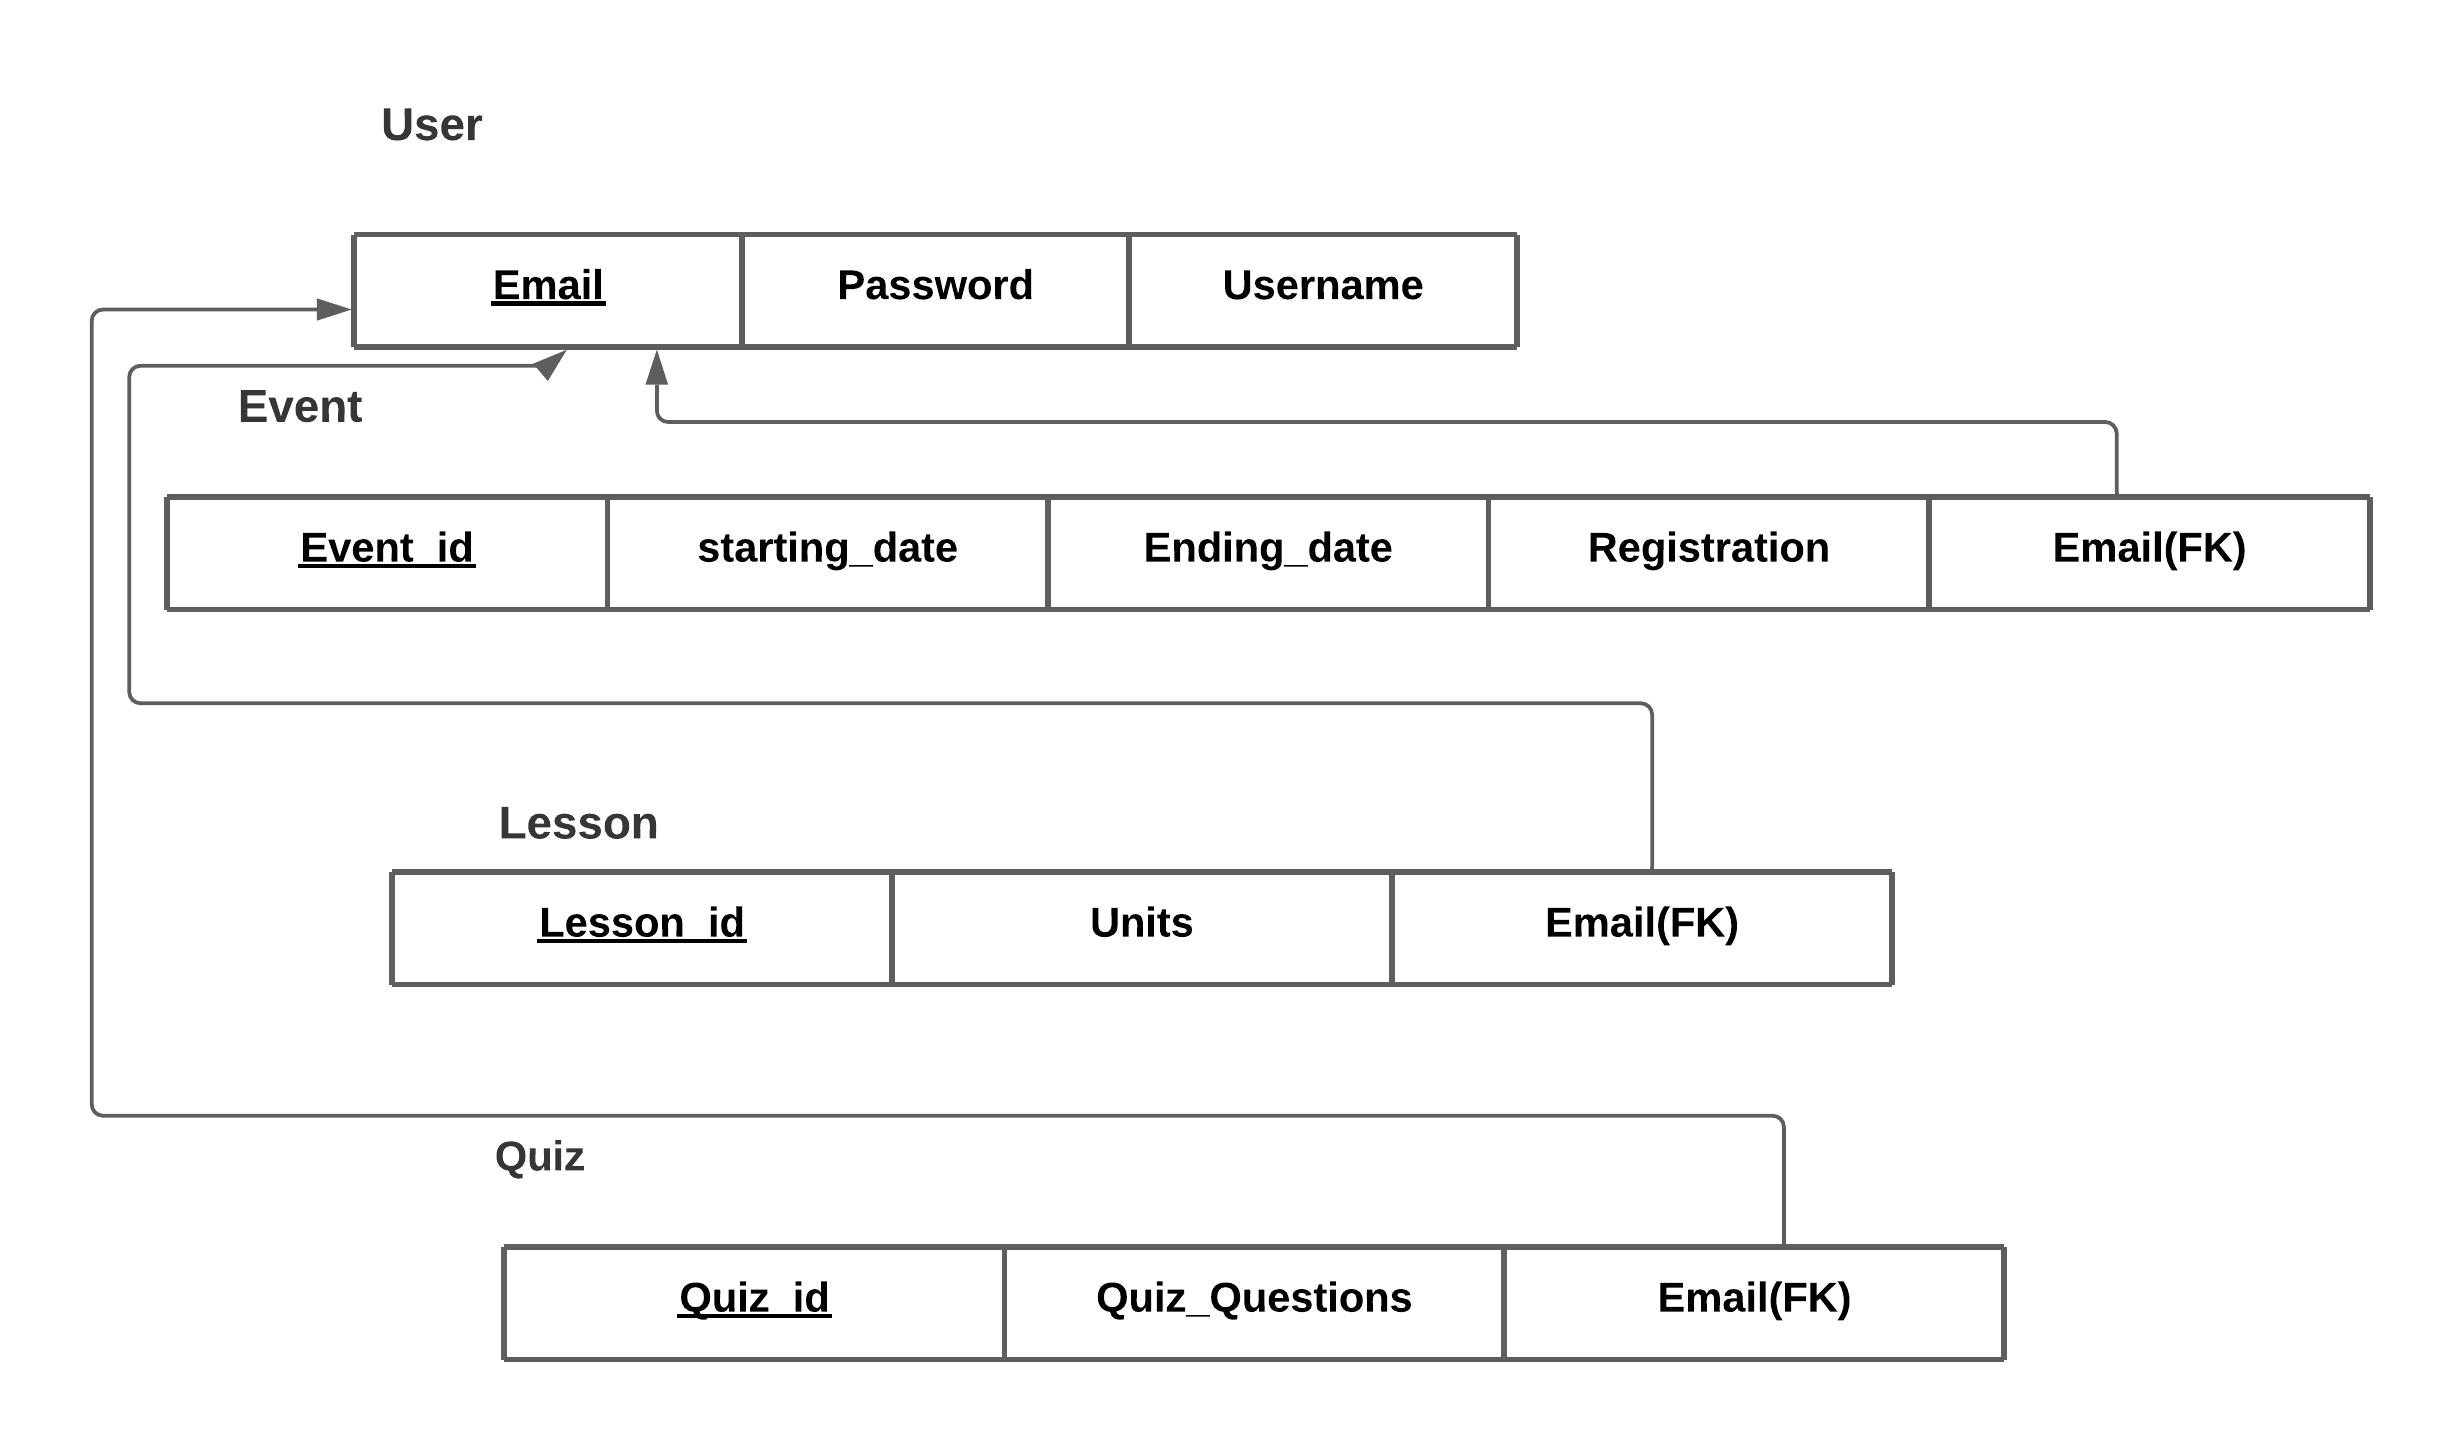 User
Email Password Username
Event
Event_id starting_date Ending_date Registration Email(FK)
Lesson
Lesson_id Units Email(FK)
Quiz
Quiz_id Quiz_Questions Email(FK)